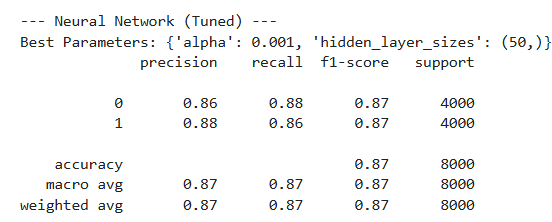 --- Neural Network (Tuned) ---
Best Parameters: {'alpha': 0.001, 'hidden_layer_sizes': (50,)}
              precision    recall  f1-score   support

           0       0.86      0.88      0.87      4000
           1       0.88      0.86      0.87      4000

    accuracy                           0.87      8000
   macro avg       0.87      0.87      0.87      8000
weighted avg       0.87      0.87      0.87      8000